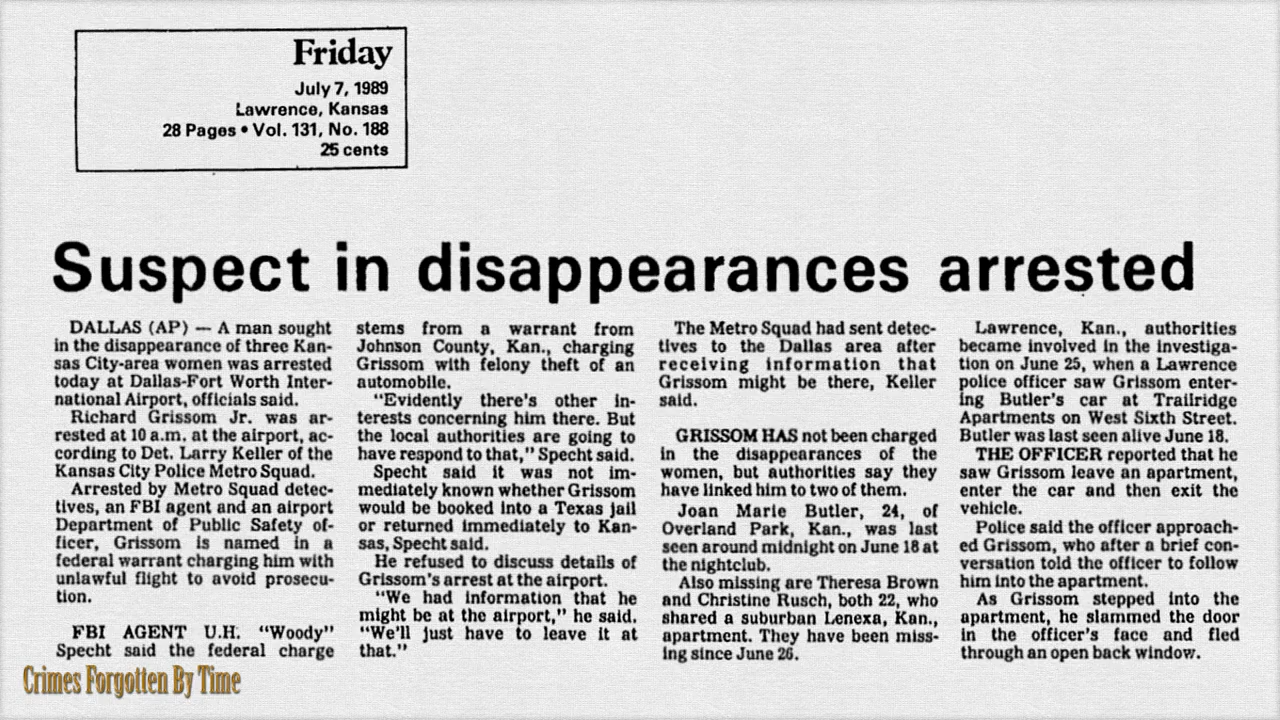 Friday
July 7, 1989
Lawrence, Kansas
28 Pages • Vol. 131, No. 188
25 cents
Suspect in disappearances arrested
DALLAS (AP) — A man sought
in the disappearance of three Kan-
sas City-area women was arrested
today at Dallas-Fort Worth Inter-
national Airport, officials said.
Richard Grissom Jr. was ar-
rested at 10 a.m. at the airport, ac-
cording to Det. Larry Keller of the
Kansas City Police Metro Squad.
Arrested by Metro Squad detec-
tives, an FBI agent and an airport
Department of Public Safety of-
ficer, Grissom is named in a
federal warrant charging him with
unlawful flight to avoid prosecu-
tion.
FBI AGENT U.H. "Woody"
Specht said the federal charge
stems from a warrant from
Johnson County, Kan., charging
Grissom with felony theft of an
automobile.
"Evidently there's other in-
terests concerning him there. But
the local authorities are going to
have respond to that," Specht said.
Specht said it was not im-
mediately known whether Grissom
would be booked into a Texas jail
or returned immediately to Kan-
sas, Specht said.
He refused to discuss details of
Grissom's arrest at the airport.
"We had information that he
might be at the airport," he said.
"We'll just have to leave it at
that."
The Metro Squad had sent detec-
tives to the Dallas area after
receiving information that
Grissom might be there, Keller
said.
GRISSOM HAS not been charged
in the disappearances of the
women, but authorities say they
have linked him to two of them.
Joan Marie Butler, 24, of
Overland Park, Kan., was last
seen around midnight on June 18 at
the nightclub.
Also missing are Theresa Brown
and Christine Rusch, both 22, who
shared a suburban Lenexa, Kan.,
apartment. They have been miss-
ing since June 26.
Lawrence, Kan., authorities
became involved in the investiga-
tion on June 25, when a Lawrence
police officer saw Grissom enter-
ing Butler's car at Trailridge
Apartments on West Sixth Street.
Butler was last seen alive June 18.
THE OFFICER reported that he
saw Grissom leave an apartment,
enter the car and then exit the
vehicle.
Police said the officer approach-
ed Grissom, who after a brief con-
versation told the officer to follow
him into the apartment.
As Grissom stepped into the
apartment, he slammed the door
in the officer's face and fled
through an open back window.
Crimes Forgotten By Time